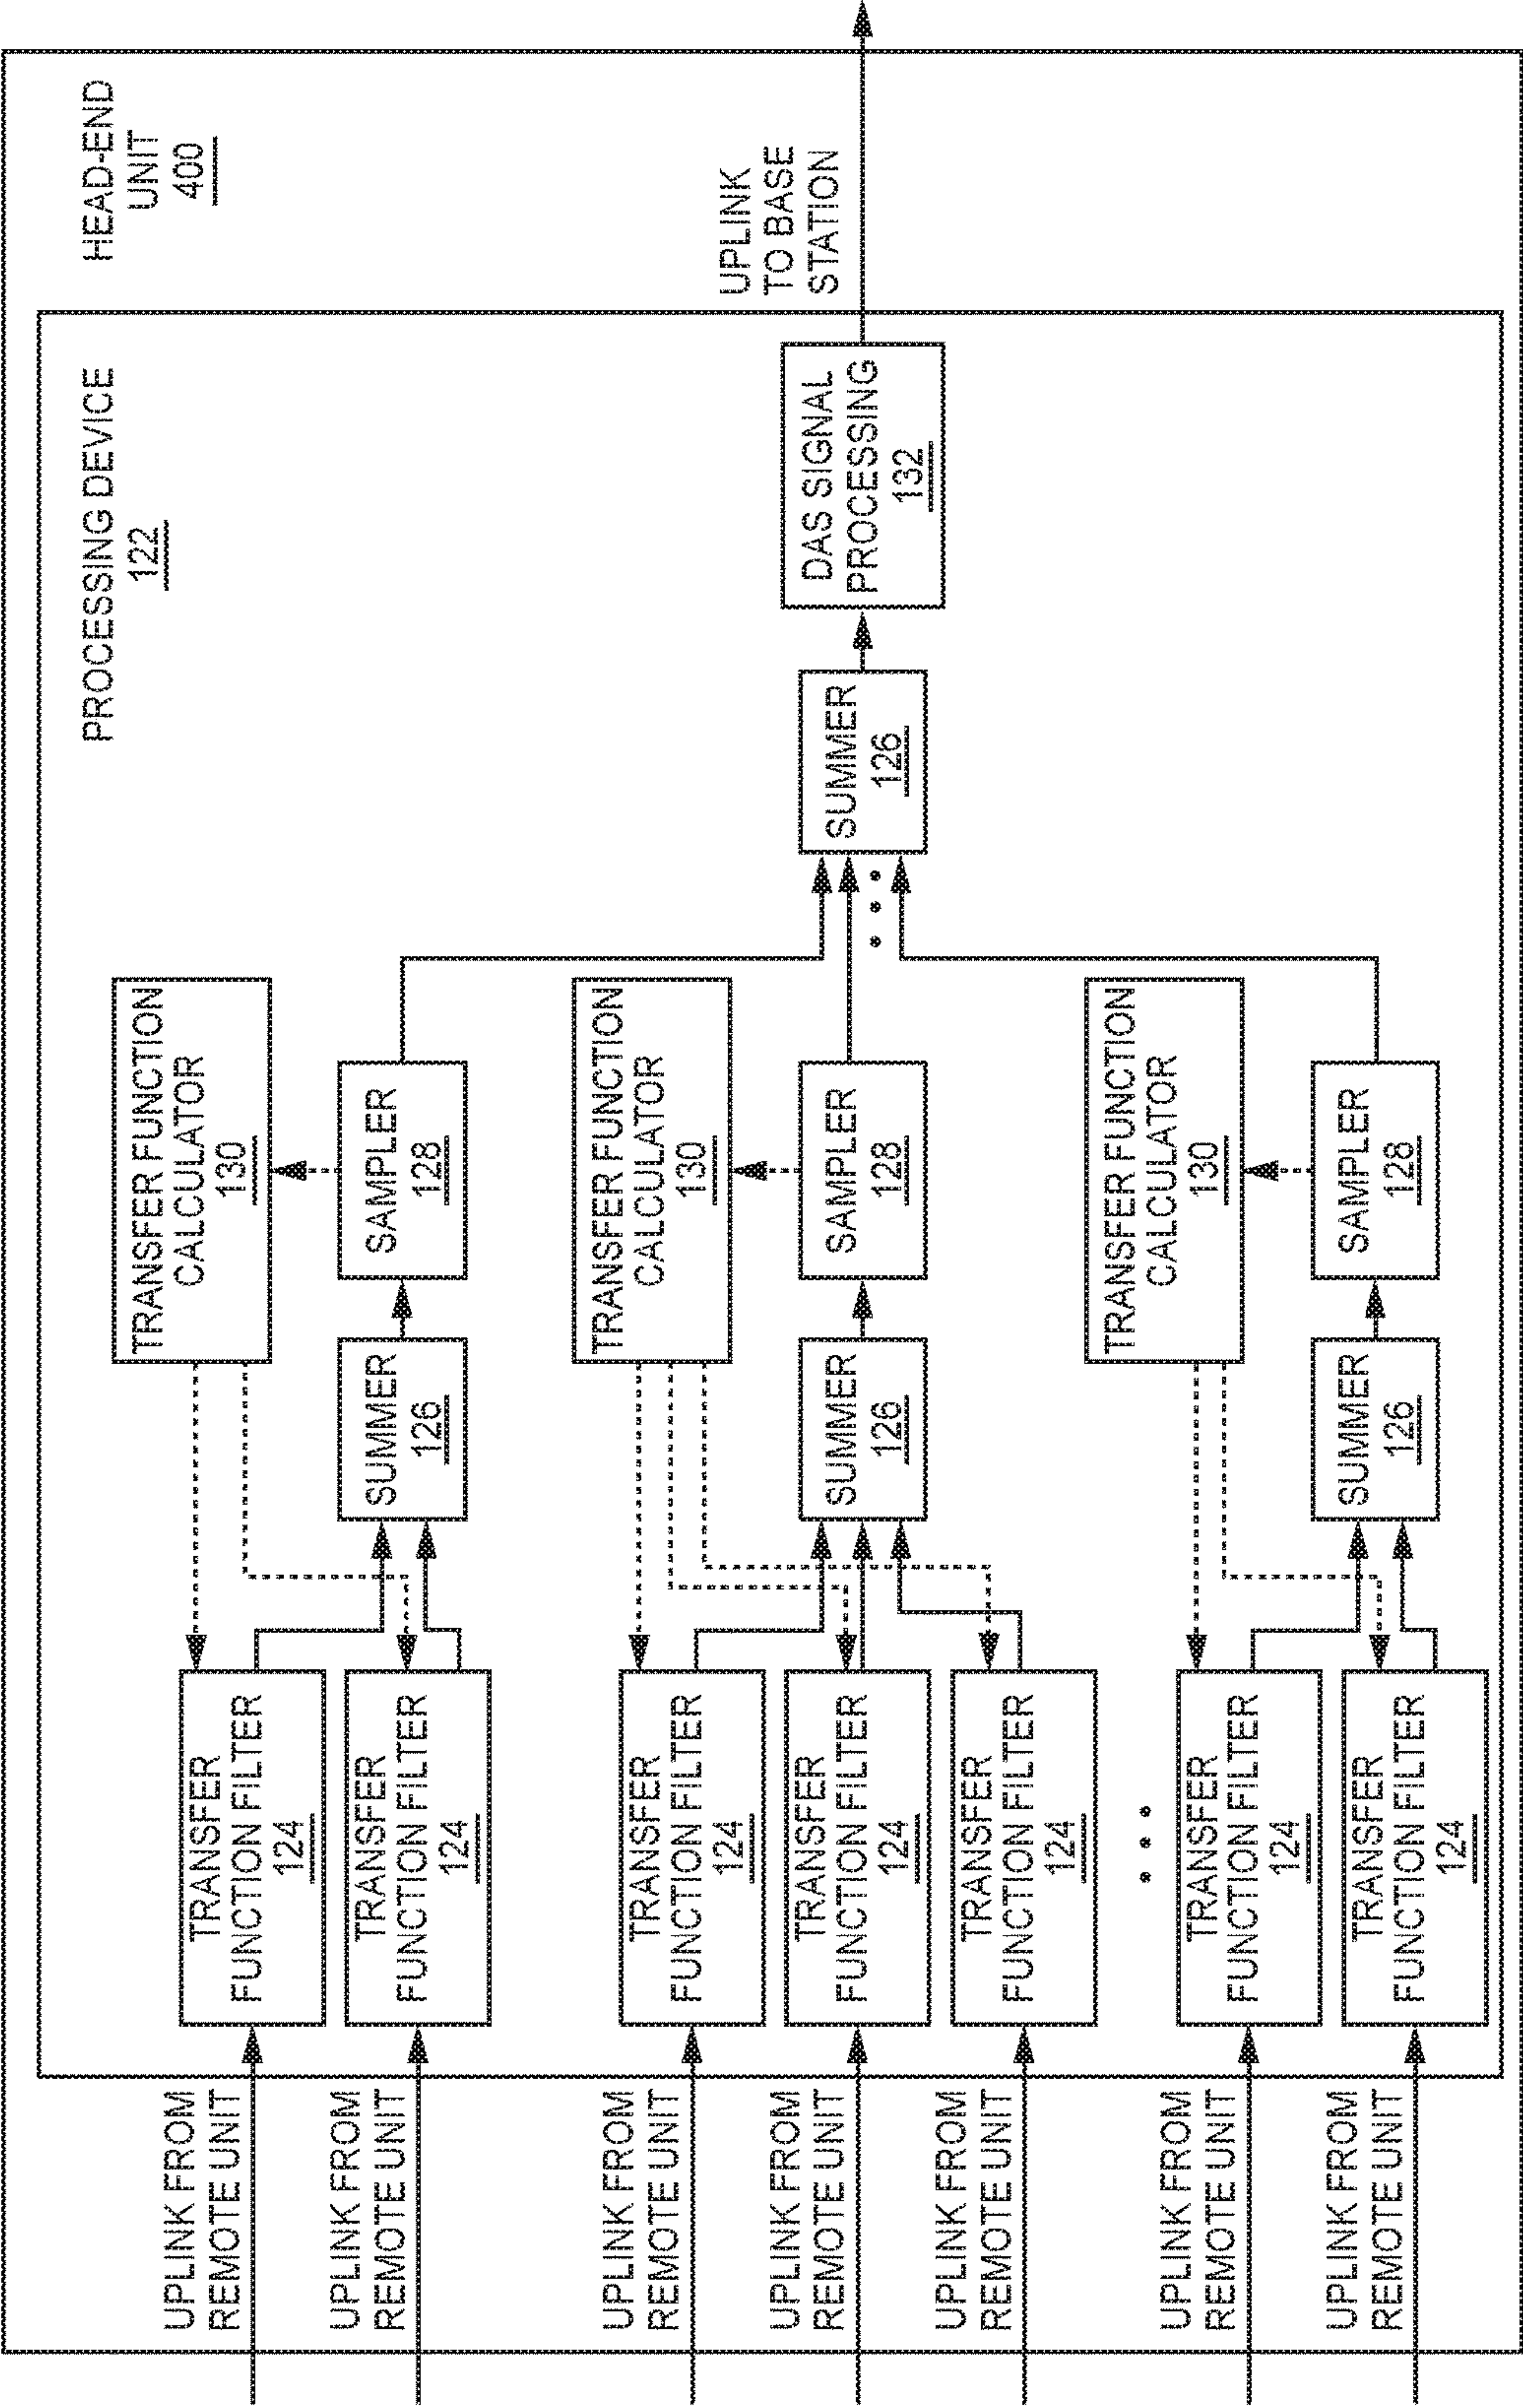 HEAD-END
UNIT
400
PROCESSING DEVICE
122
UPLINK FROM
REMOTE UNIT
TRANSFER
FUNCTION FILTER
124
UPLINK FROM
REMOTE UNIT
TRANSFER
FUNCTION FILTER
124
SUMMER
126
SAMPLER
128
TRANSFER FUNCTION
CALCULATOR
130
UPLINK FROM
REMOTE UNIT
TRANSFER
FUNCTION FILTER
124
UPLINK FROM
REMOTE UNIT
TRANSFER
FUNCTION FILTER
124
UPLINK FROM
REMOTE UNIT
TRANSFER
FUNCTION FILTER
124
SUMMER
126
SAMPLER
128
TRANSFER FUNCTION
CALCULATOR
130
UPLINK FROM
REMOTE UNIT
TRANSFER
FUNCTION FILTER
124
UPLINK FROM
REMOTE UNIT
TRANSFER
FUNCTION FILTER
124
SUMMER
126
SAMPLER
128
TRANSFER FUNCTION
CALCULATOR
130
SUMMER
126
DAS SIGNAL
PROCESSING
132
UPLINK
TO BASE
STATION